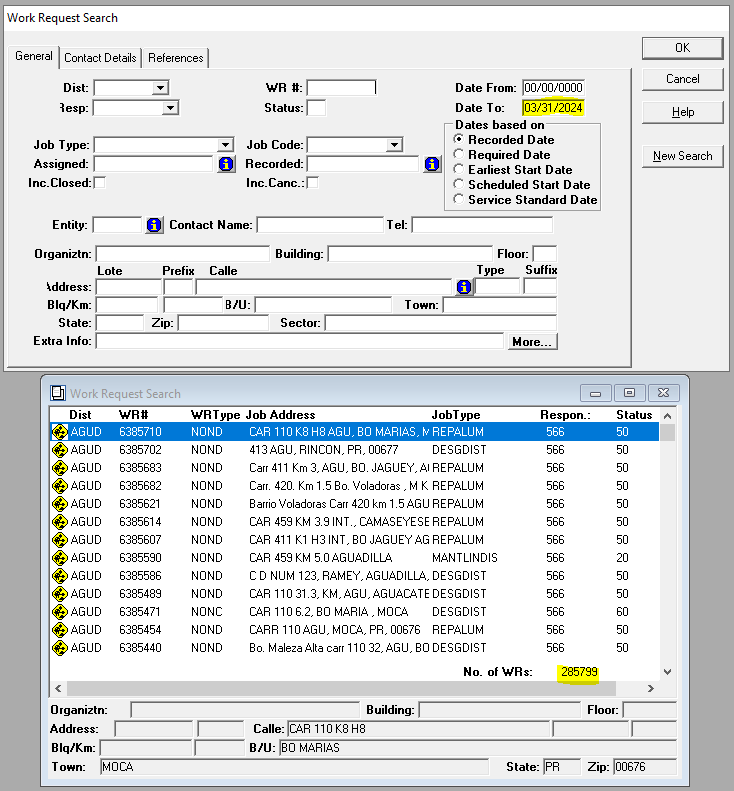 Work Request Search
General Contact Details References
OK
Cancel
Help
New Search
Dist: WR #: Date From: 00/00/0000
Resp: Status: Date To: 03/31/2024
Dates based on
Recorded Date
Required Date
Earliest Start Date
Scheduled Start Date
Service Standard Date
Job Type: Job Code:
Assigned: Recorded:
Inc.Closed: Inc.Canc.:
Entity: Contact Name: Tel:
Organiztn: Building: Floor:
Lote Prefix Calle Type Suffix
Address:
Blq/Km: B/U: Town:
State: Zip: Sector:
Extra Info: More...
Work Request Search
Dist WR# WRType Job Address JobType Respon.: Status
AGUD 6385710 NOND CAR 110 K8 H8 AGU, BO MARIAS, M REPALUM 566 50
AGUD 6385702 NOND 413 AGU, RINCON, PR, 00677 DESGDIST 566 50
AGUD 6385683 NOND Carr 411 Km 3, AGU, BO. JAGUEY, A DESGDIST 566 50
AGUD 6385682 NOND Carr. 420. Km 1.5 Bo. Voladoras , M K REPALUM 566 50
AGUD 6385621 NOND Barrio Voladoras Carr 420 km 1.5 AGU DESGDIST 566 50
AGUD 6385614 NOND CAR 459 KM 3.9 INT., CAMASEYESE REPALUM 566 50
AGUD 6385607 NOND CAR 411 K1 H3 INT, BO JAGUEY AG REPALUM 566 50
AGUD 6385590 NOND CAR 459 KM 5.0 AGUADILLA MANTLINDIS 566 20
AGUD 6385586 NOND C D NUM 123, RAMEY, AGUADILLA, DESGDIST 566 50
AGUD 6385489 NOND CAR 110 31.3, KM, AGU, AGUACATE DESGDIST 566 50
AGUD 6385471 NONC CAR 110 6.2, BO MARIA , MOCA DESGDIST 566 60
AGUD 6385454 NOND CARR 110 AGU, MOCA, PR, 00676 REPALUM 566 50
AGUD 6385440 NOND Bo. Maleza Alta carr 110 32, AGU, BO DESGDIST 566 50
No. of WRs: 285799
Organiztn: Building: Floor:
Address: Calle: CAR 110 K8 H8
Blq/Km: B/U: BO MARIAS
Town: MOCA State: PR Zip: 00676